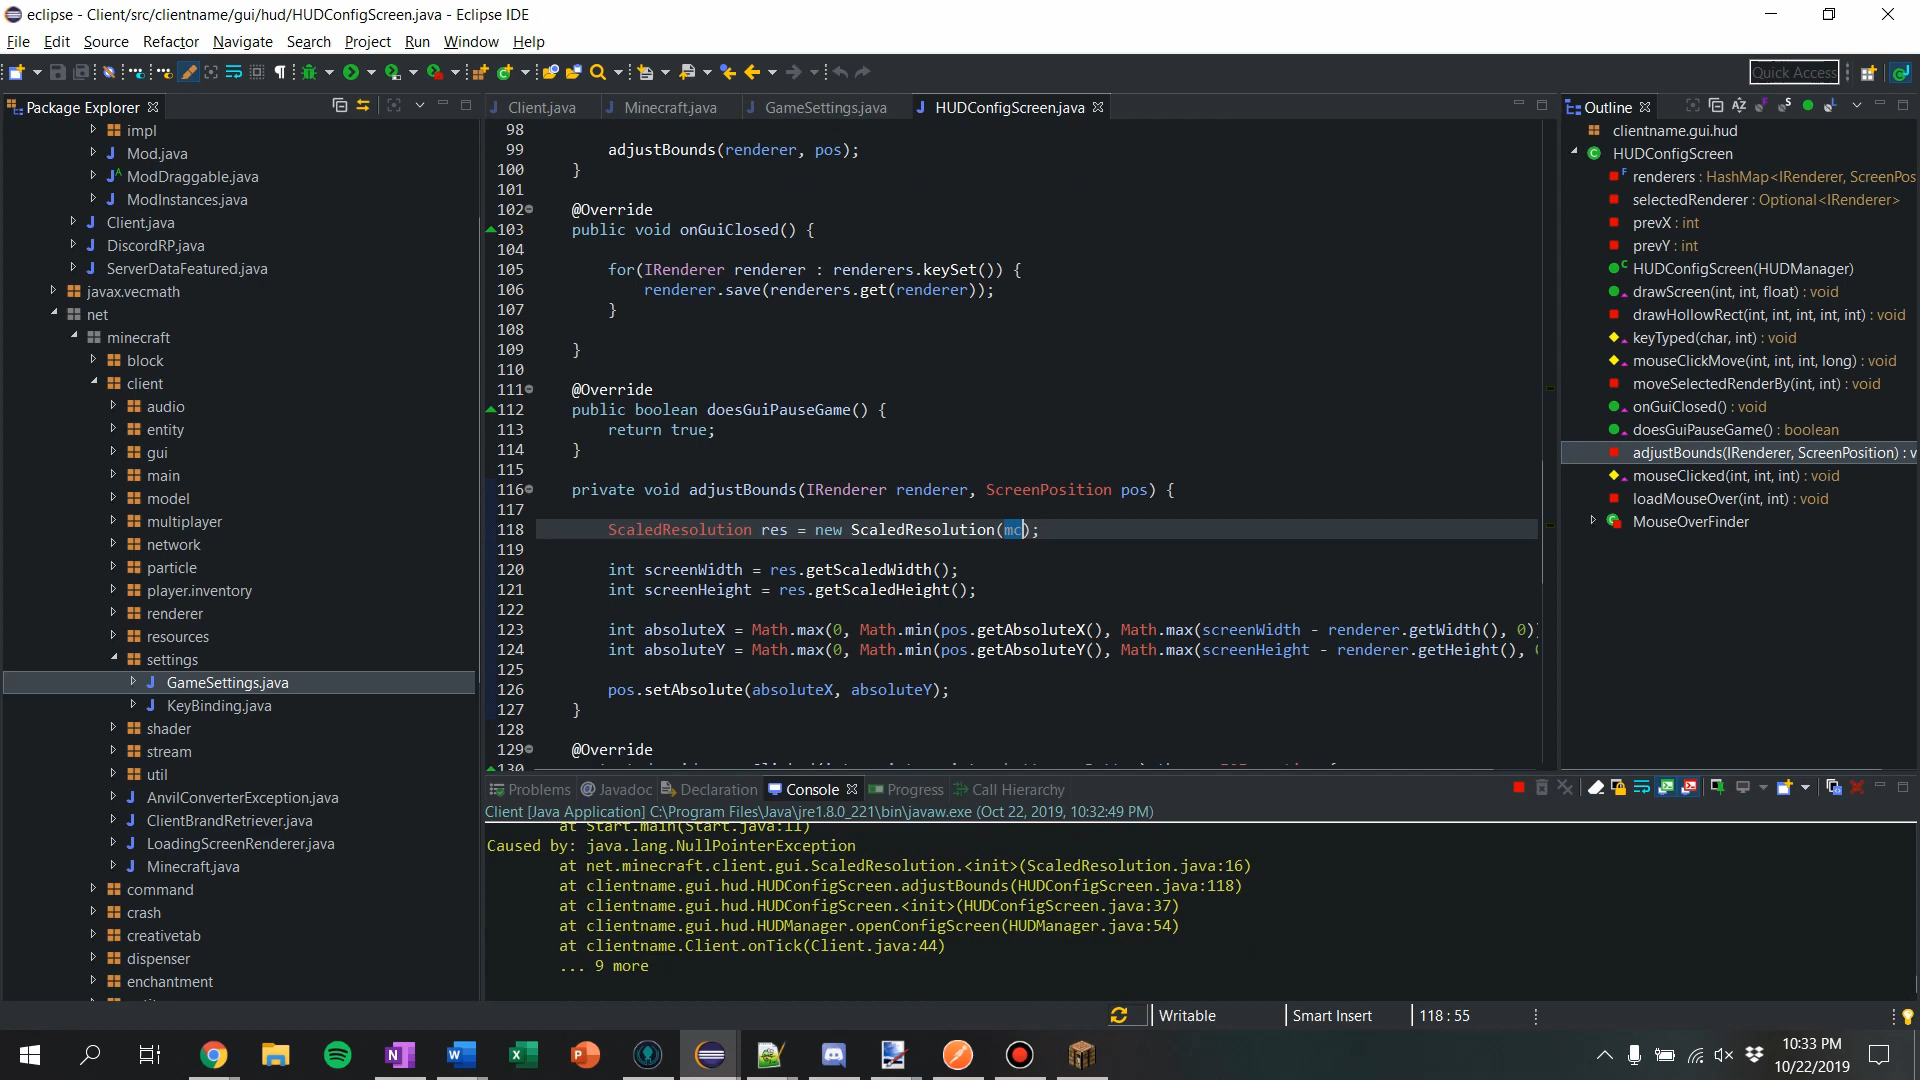 eclipse - Client/src/clientname/gui/hud/HUDConfigScreen.java - Eclipse IDE
File Edit Source Refactor Navigate Search Project Run Window Help
Quick Access
Package Explorer
impl
Mod.java
ModDraggable.java
ModInstances.java
Client.java
DiscordRP.java
ServerDataFeatured.java
javax.vecmath
net
minecraft
block
client
audio
entity
gui
main
model
multiplayer
network
particle
player.inventory
renderer
resources
settings
GameSettings.java
KeyBinding.java
shader
stream
util
AnvilConverterException.java
ClientBrandRetriever.java
LoadingScreenRenderer.java
Minecraft.java
command
crash
creativetab
dispenser
enchantment
Client.java Minecraft.java GameSettings.java HUDConfigScreen.java
98
99 adjustBounds(renderer, pos);
100 }
101
102 @Override
103 public void onGuiClosed() {
104
105 for(IRenderer renderer : renderers.keySet()) {
106 renderer.save(renderers.get(renderer));
107 }
108
109 }
110
111 @Override
112 public boolean doesGuiPauseGame() {
113 return true;
114 }
115
116 private void adjustBounds(IRenderer renderer, ScreenPosition pos) {
117
118 ScaledResolution res = new ScaledResolution(mc);
119
120 int screenWidth = res.getScaledWidth();
121 int screenHeight = res.getScaledHeight();
122
123 int absoluteX = Math.max(0, Math.min(pos.getAbsoluteX(), Math.max(screenWidth - renderer.getWidth(), 0)
124 int absoluteY = Math.max(0, Math.min(pos.getAbsoluteY(), Math.max(screenHeight - renderer.getHeight(),
125
126 pos.setAbsolute(absoluteX, absoluteY);
127 }
128
129 @Override
130
Outline
clientname.gui.hud
HUDConfigScreen
renderers : HashMap<IRenderer, ScreenPos
selectedRenderer : Optional<IRenderer>
prevX : int
prevY : int
HUDConfigScreen(HUDManager)
drawScreen(int, int, float) : void
drawHollowRect(int, int, int, int, int) : void
keyTyped(char, int) : void
mouseClickMove(int, int, int, long) : void
moveSelectedRenderBy(int, int) : void
onGuiClosed() : void
doesGuiPauseGame() : boolean
adjustBounds(IRenderer, ScreenPosition) : v
mouseClicked(int, int, int) : void
loadMouseOver(int, int) : void
MouseOverFinder
Problems Javadoc Declaration Console Progress Call Hierarchy
Client [Java Application] C:\Program Files\Java\jre1.8.0_221\bin\javaw.exe (Oct 22, 2019, 10:32:49 PM)
at Start.main(Start.java:11)
Caused by: java.lang.NullPointerException
at net.minecraft.client.gui.ScaledResolution.<init>(ScaledResolution.java:16)
at clientname.gui.hud.HUDConfigScreen.adjustBounds(HUDConfigScreen.java:118)
at clientname.gui.hud.HUDConfigScreen.<init>(HUDConfigScreen.java:37)
at clientname.gui.hud.HUDManager.openConfigScreen(HUDManager.java:54)
at clientname.Client.onTick(Client.java:44)
... 9 more
Writable Smart Insert 118 : 55
10:33 PM
10/22/2019